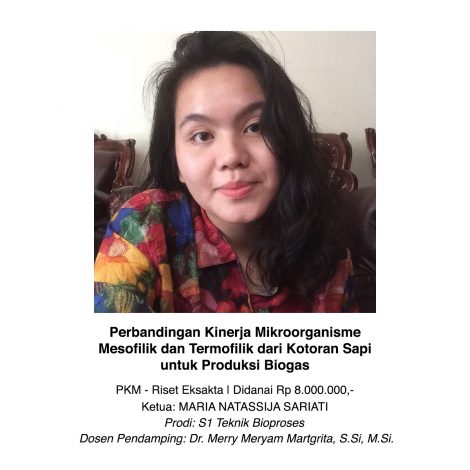 Perbandingan Kinerja Mikroorganisme
Mesofilik dan Termofilik dari Kotoran Sapi
untuk Produksi Biogas
PKM - Riset Eksakta | Didanai Rp 8.000.000,-
Ketua: MARIA NATASSIJA SARIATI
Prodi: S1 Teknik Bioproses
Dosen Pendamping: Dr. Merry Meryam Martgrita, S.Si, M.Si.